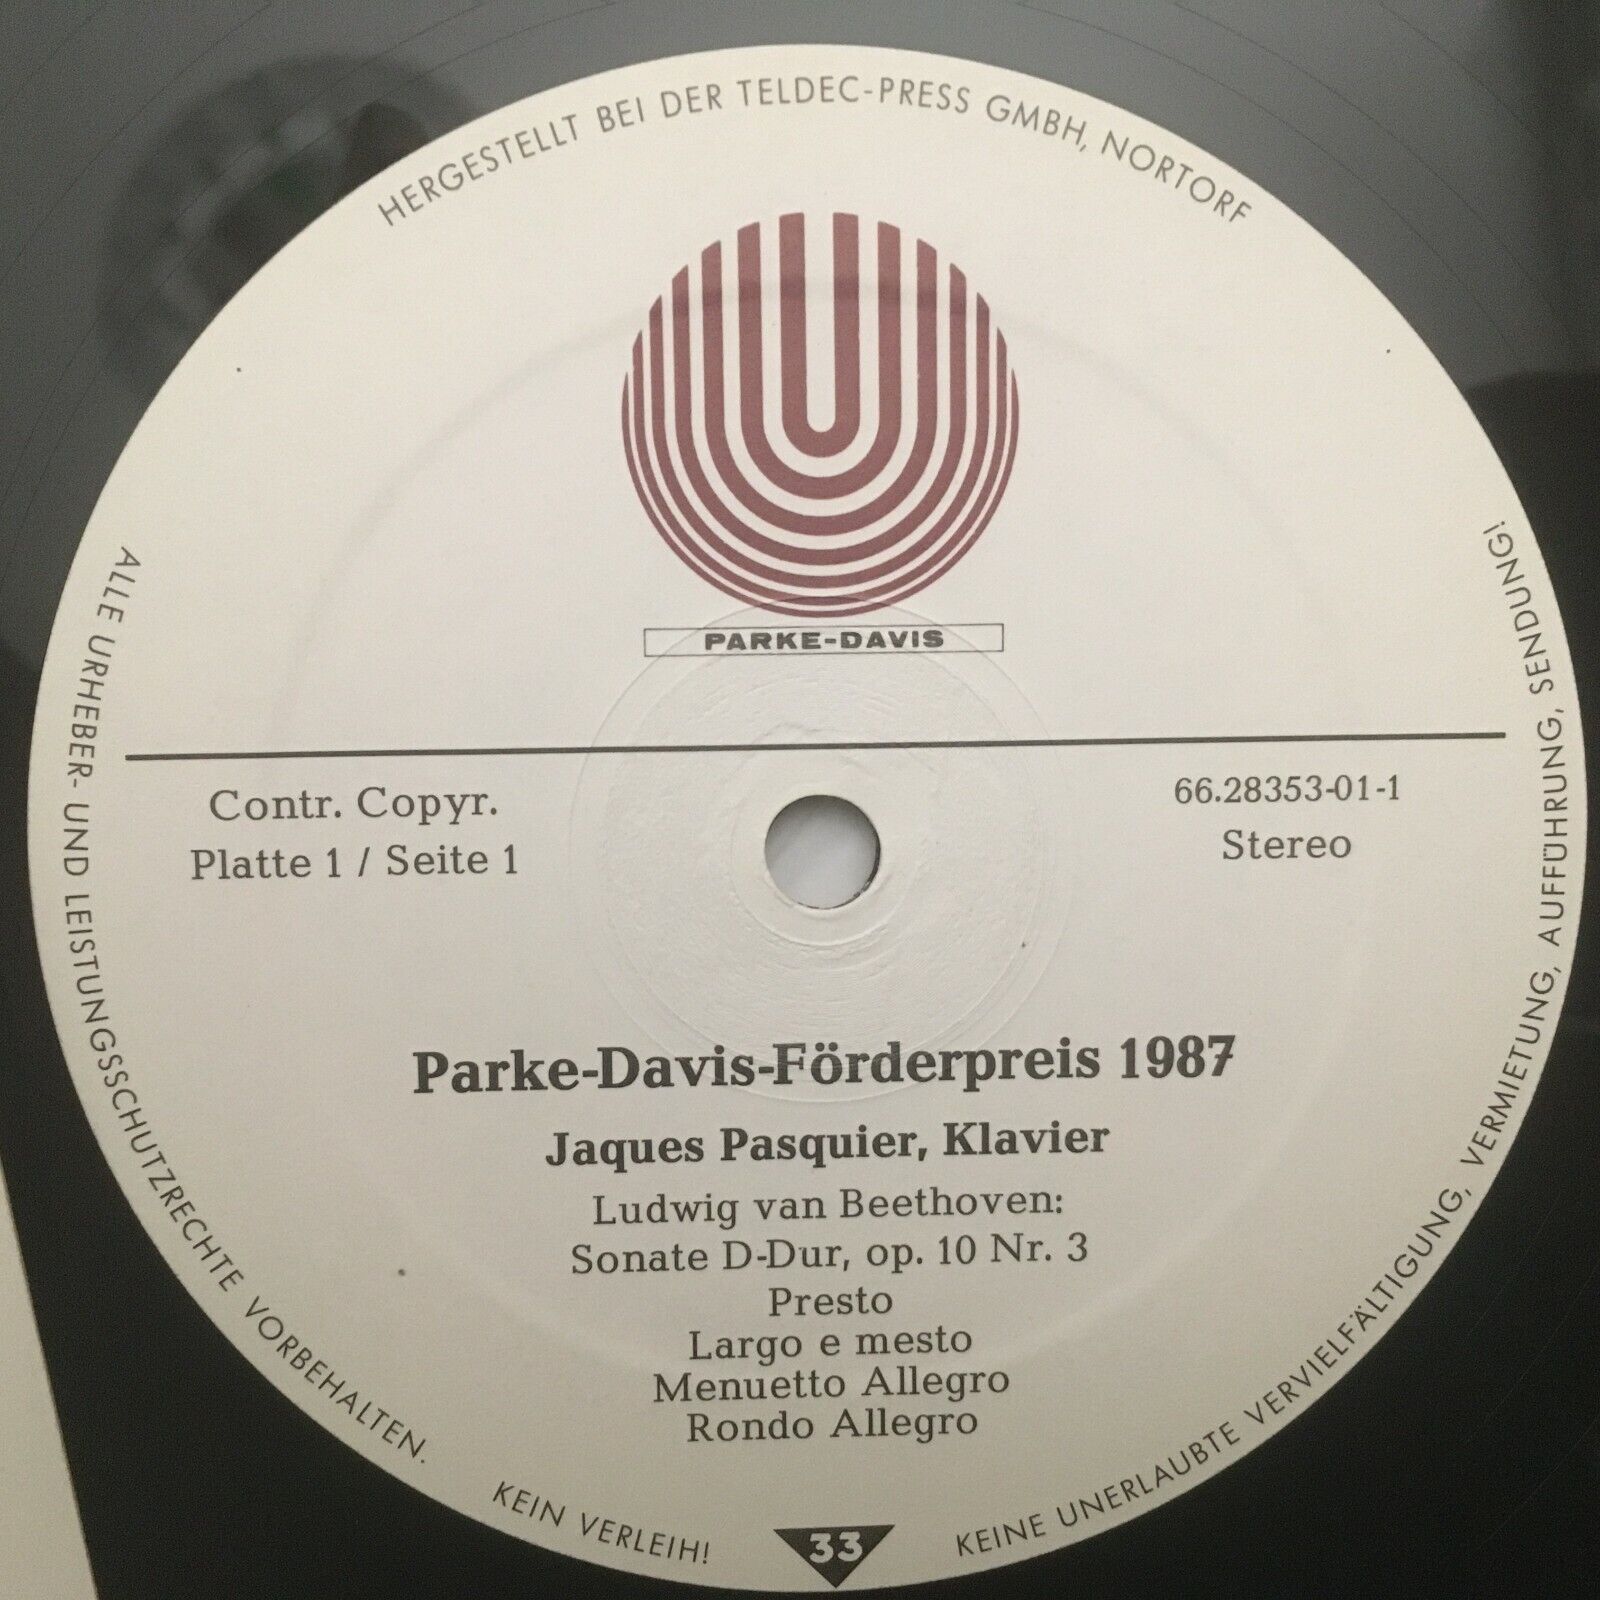 HERGESTELLT BEI DER TELDEC-PRESS GMBH, NORTORF
PARKE-DAVIS
Contr. Copyr.
Platte 1 / Seite 1
66.28353-01-1
Stereo
Parke-Davis-Förderpreis 1987
Jaques Pasquier, Klavier
Ludwig van Beethoven:
Sonate D-Dur, op. 10 Nr. 3
Presto
Largo e mesto
Menuetto Allegro
Rondo Allegro
ALLE URHEBER- UND LEISTUNGSSCHUTZRECHTE VORBEHALTEN.
KEIN VERLEIH!
33
KEINE UNERLAUBTE VERVIELFÄLTIGUNG, VERMIETUNG, AUFFÜHRUNG, SENDUNG!